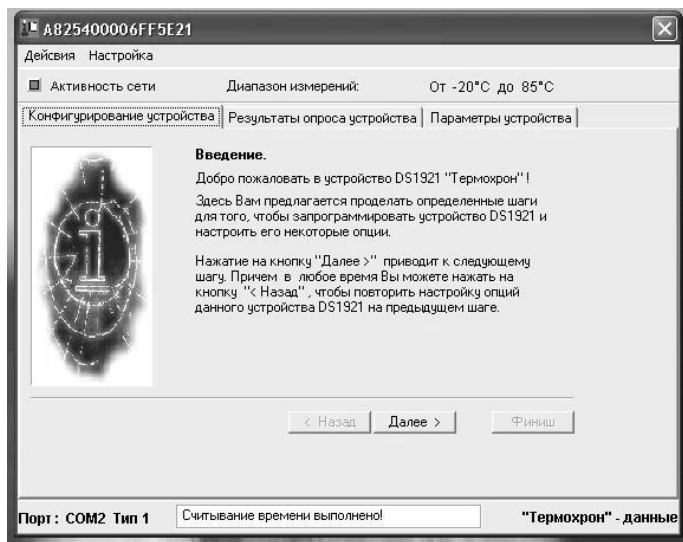 A825400006FF5E21
Дейсвия Настройка
Активность сети Диапазон измерений: От -20°С до 85°С
Конфигурирование устройства Результаты опроса устройства Параметры устройства
Введение.
Добро пожаловать в устройство DS1921 "Термохрон" !
Здесь Вам предлагается проделать определенные шаги
для того, чтобы запрограммировать устройство DS1921 и
настроить его некоторые опции.
Нажатие на кнопку "Далее >" приводит к следующему
шагу. Причем в любое время Вы можете нажать на
кнопку "< Назад" , чтобы повторить настройку опций
данного устройства DS1921 на предыдущем шаге.
< Назад Далее > Финиш
Порт : COM2 Тип 1 Считывание времени выполнено! "Термохрон" - данные